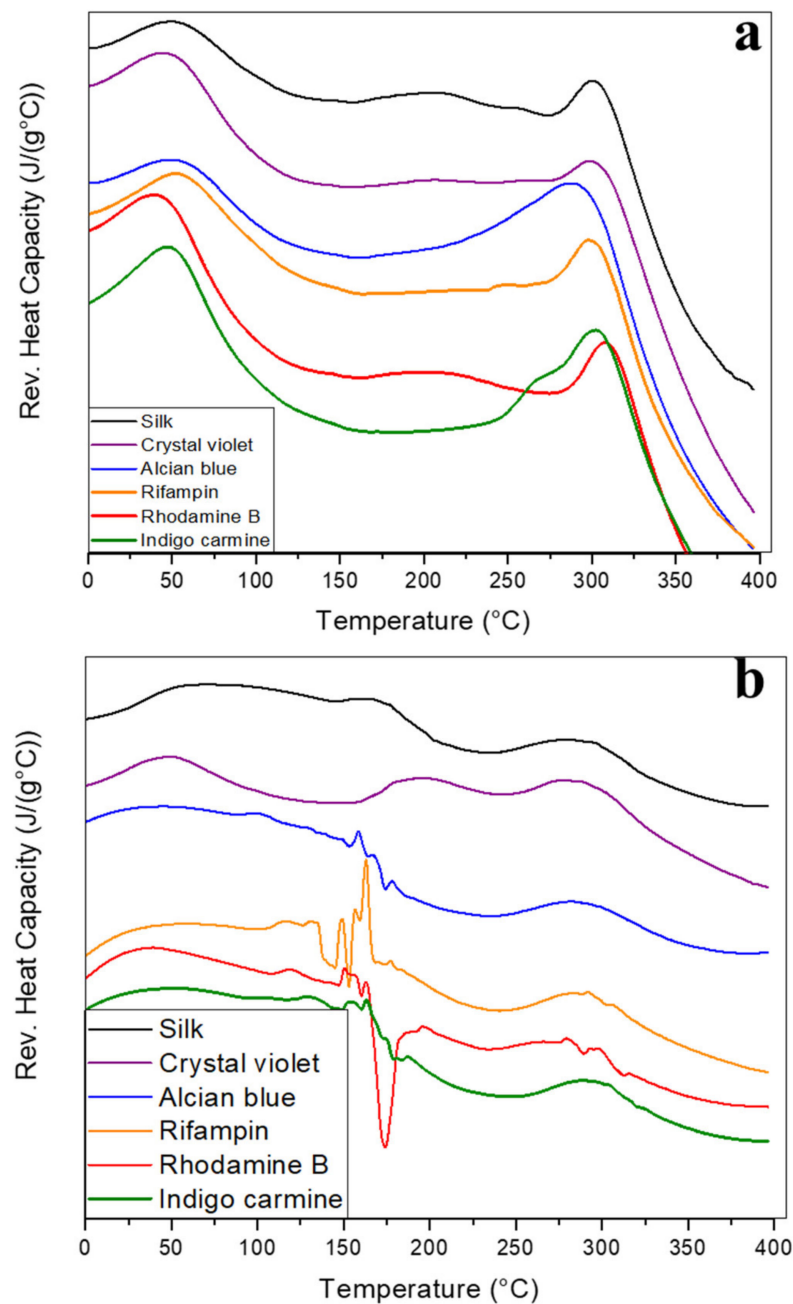 a
Rev. Heat Capacity (J/(g°C))
Silk
Crystal violet
Alcian blue
Rifampin
Rhodamine B
Indigo carmine
0 50 100 150 200 250 300 350 400
Temperature (°C)
b
Rev. Heat Capacity (J/(g°C))
Silk
Crystal violet
Alcian blue
Rifampin
Rhodamine B
Indigo carmine
0 50 100 150 200 250 300 350 400
Temperature (°C)